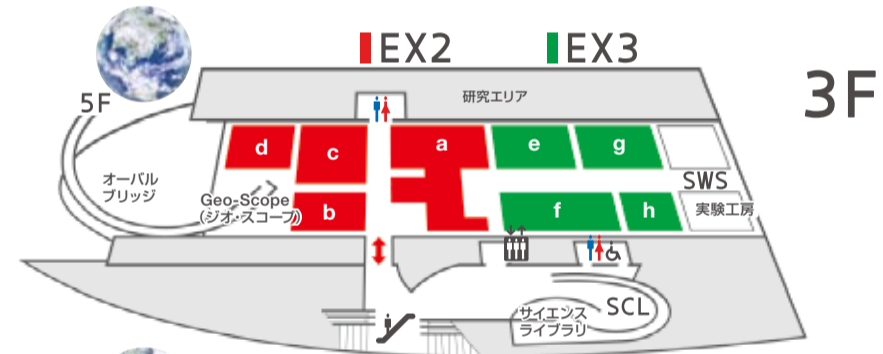 EX2
EX3
3F
5F
研究エリア
d
c
a
e
g
オーバル
ブリッジ
Geo-Scope
(ジオ・スコープ)
b
f
h
SWS
実験工房
サイエンス
ライブラリ
SCL